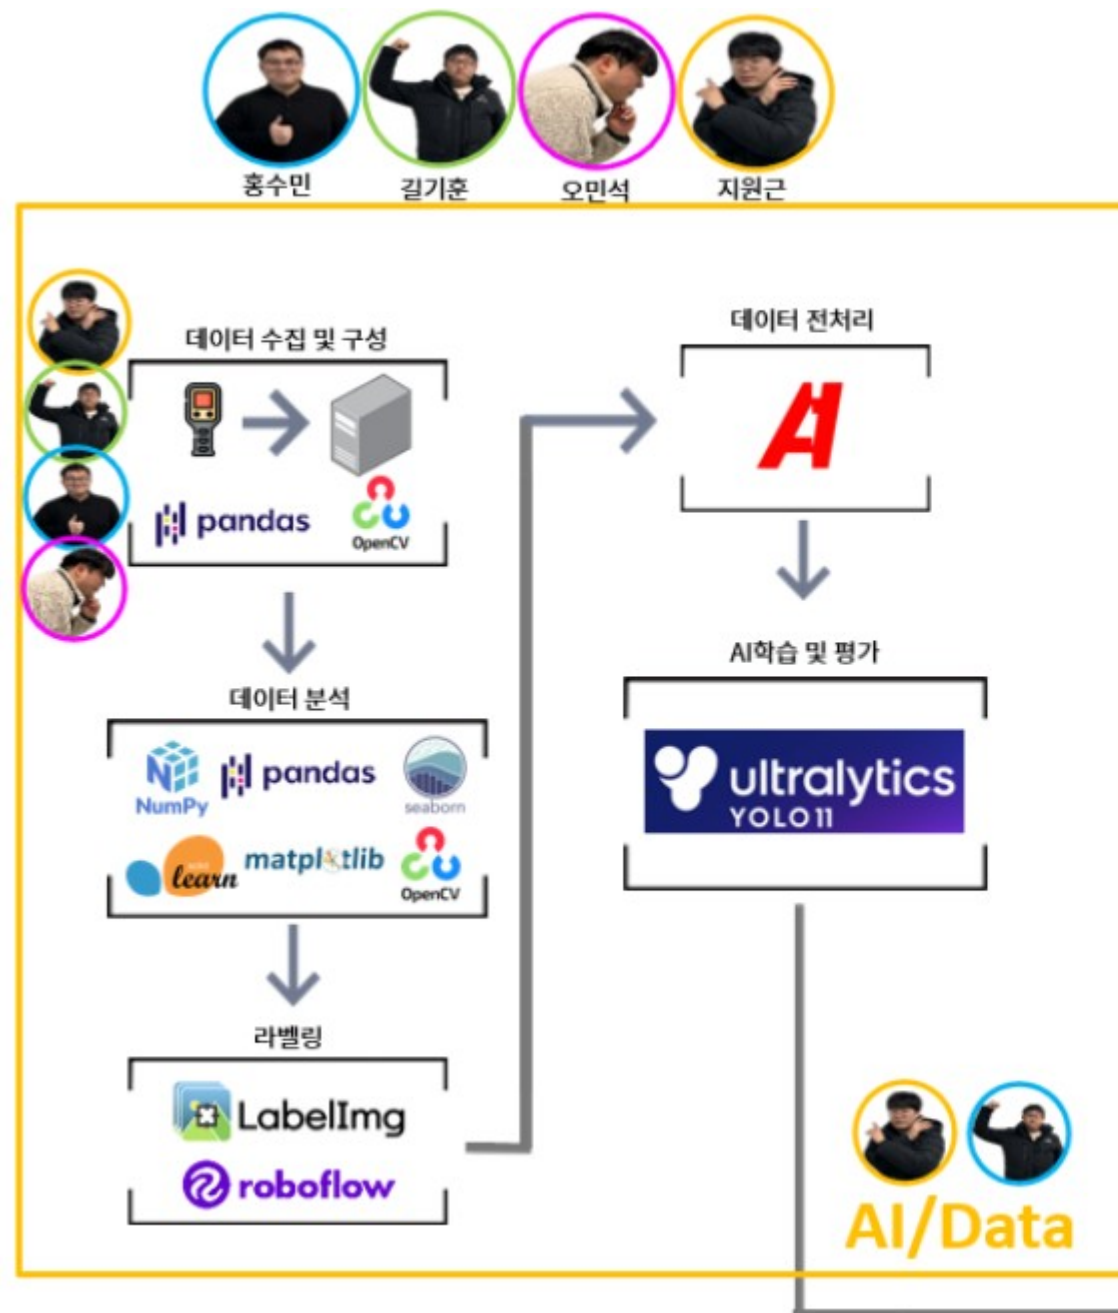 홍수민 길기훈 오민석 지원근
데이터 수집 및 구성
pandas
OpenCV
데이터 분석
NumPy
pandas
seaborn
learn
matplotlib
OpenCV
라벨링
LabelImg
roboflow
데이터 전처리
AI학습 및 평가
ultralytics
YOLO11
AI/Data